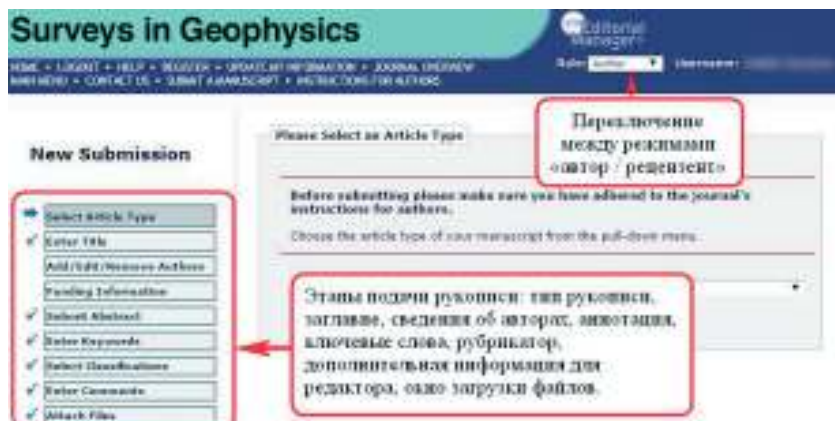 Surveys in Geophysics
Editorial
Manager
HOME • LOGOUT • HELP • REGISTER • UPDATE MY INFORMATION • JOURNAL OVERVIEW
MAIN MENU • CONTACT US • SUBMIT A MANUSCRIPT • INSTRUCTIONS FOR AUTHORS
Role: Author Username:
Переключение
между режимами
«автор / рецензент»
New Submission
Please Select an Article Type
Before submitting please make sure you have adhered to the journal's
instructions for authors.
Choose the article type of your manuscript from the pull-down menu.
Select Article Type
Enter Title
Add/Edit/Remove Authors
Funding Information
Submit Abstract
Enter Keywords
Select Classifications
Enter Comments
Attach Files
Этапы подачи рукописи: тип рукописи,
заглавие, сведения об авторах, аннотация,
ключевые слова, рубрикатор,
дополнительная информация для
редактора, окно загрузки файлов.